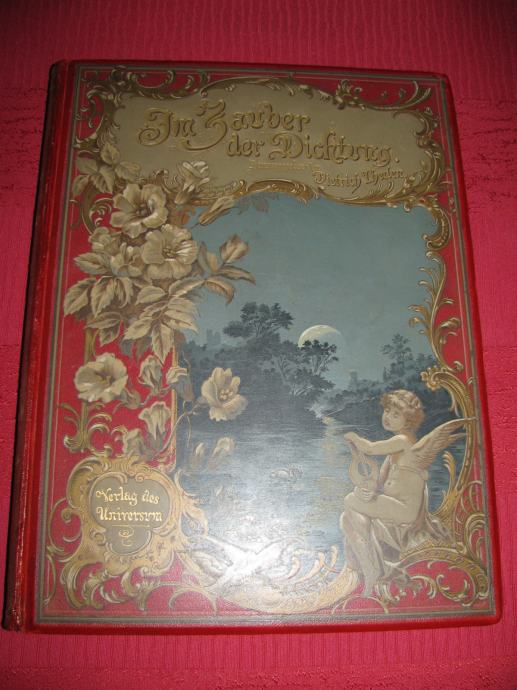 Im Zauber
der Dichtung.
Dietrich Theden
Verlag des
Universum